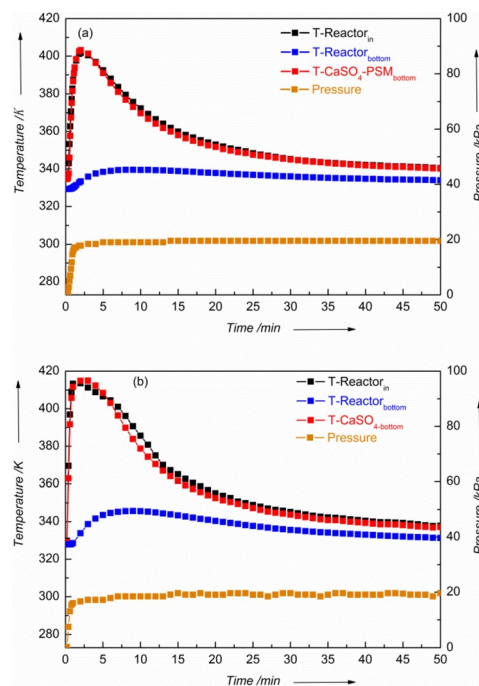 (a)
T-Reactorin
T-Reactorbottom
T-CaSO4-PSMbottom
Pressure
Temperature /K
420
400
380
360
340
320
300
280
100
80
60
40
20
0
Pressure /kPa
0 5 10 15 20 25 30 35 40 45 50
Time /min
(b)
T-Reactorin
T-Reactorbottom
T-CaSO4-bottom
Pressure
Temperature /K
420
400
380
360
340
320
300
280
100
80
60
40
20
0
Pressure /kPa
0 5 10 15 20 25 30 35 40 45 50
Time /min